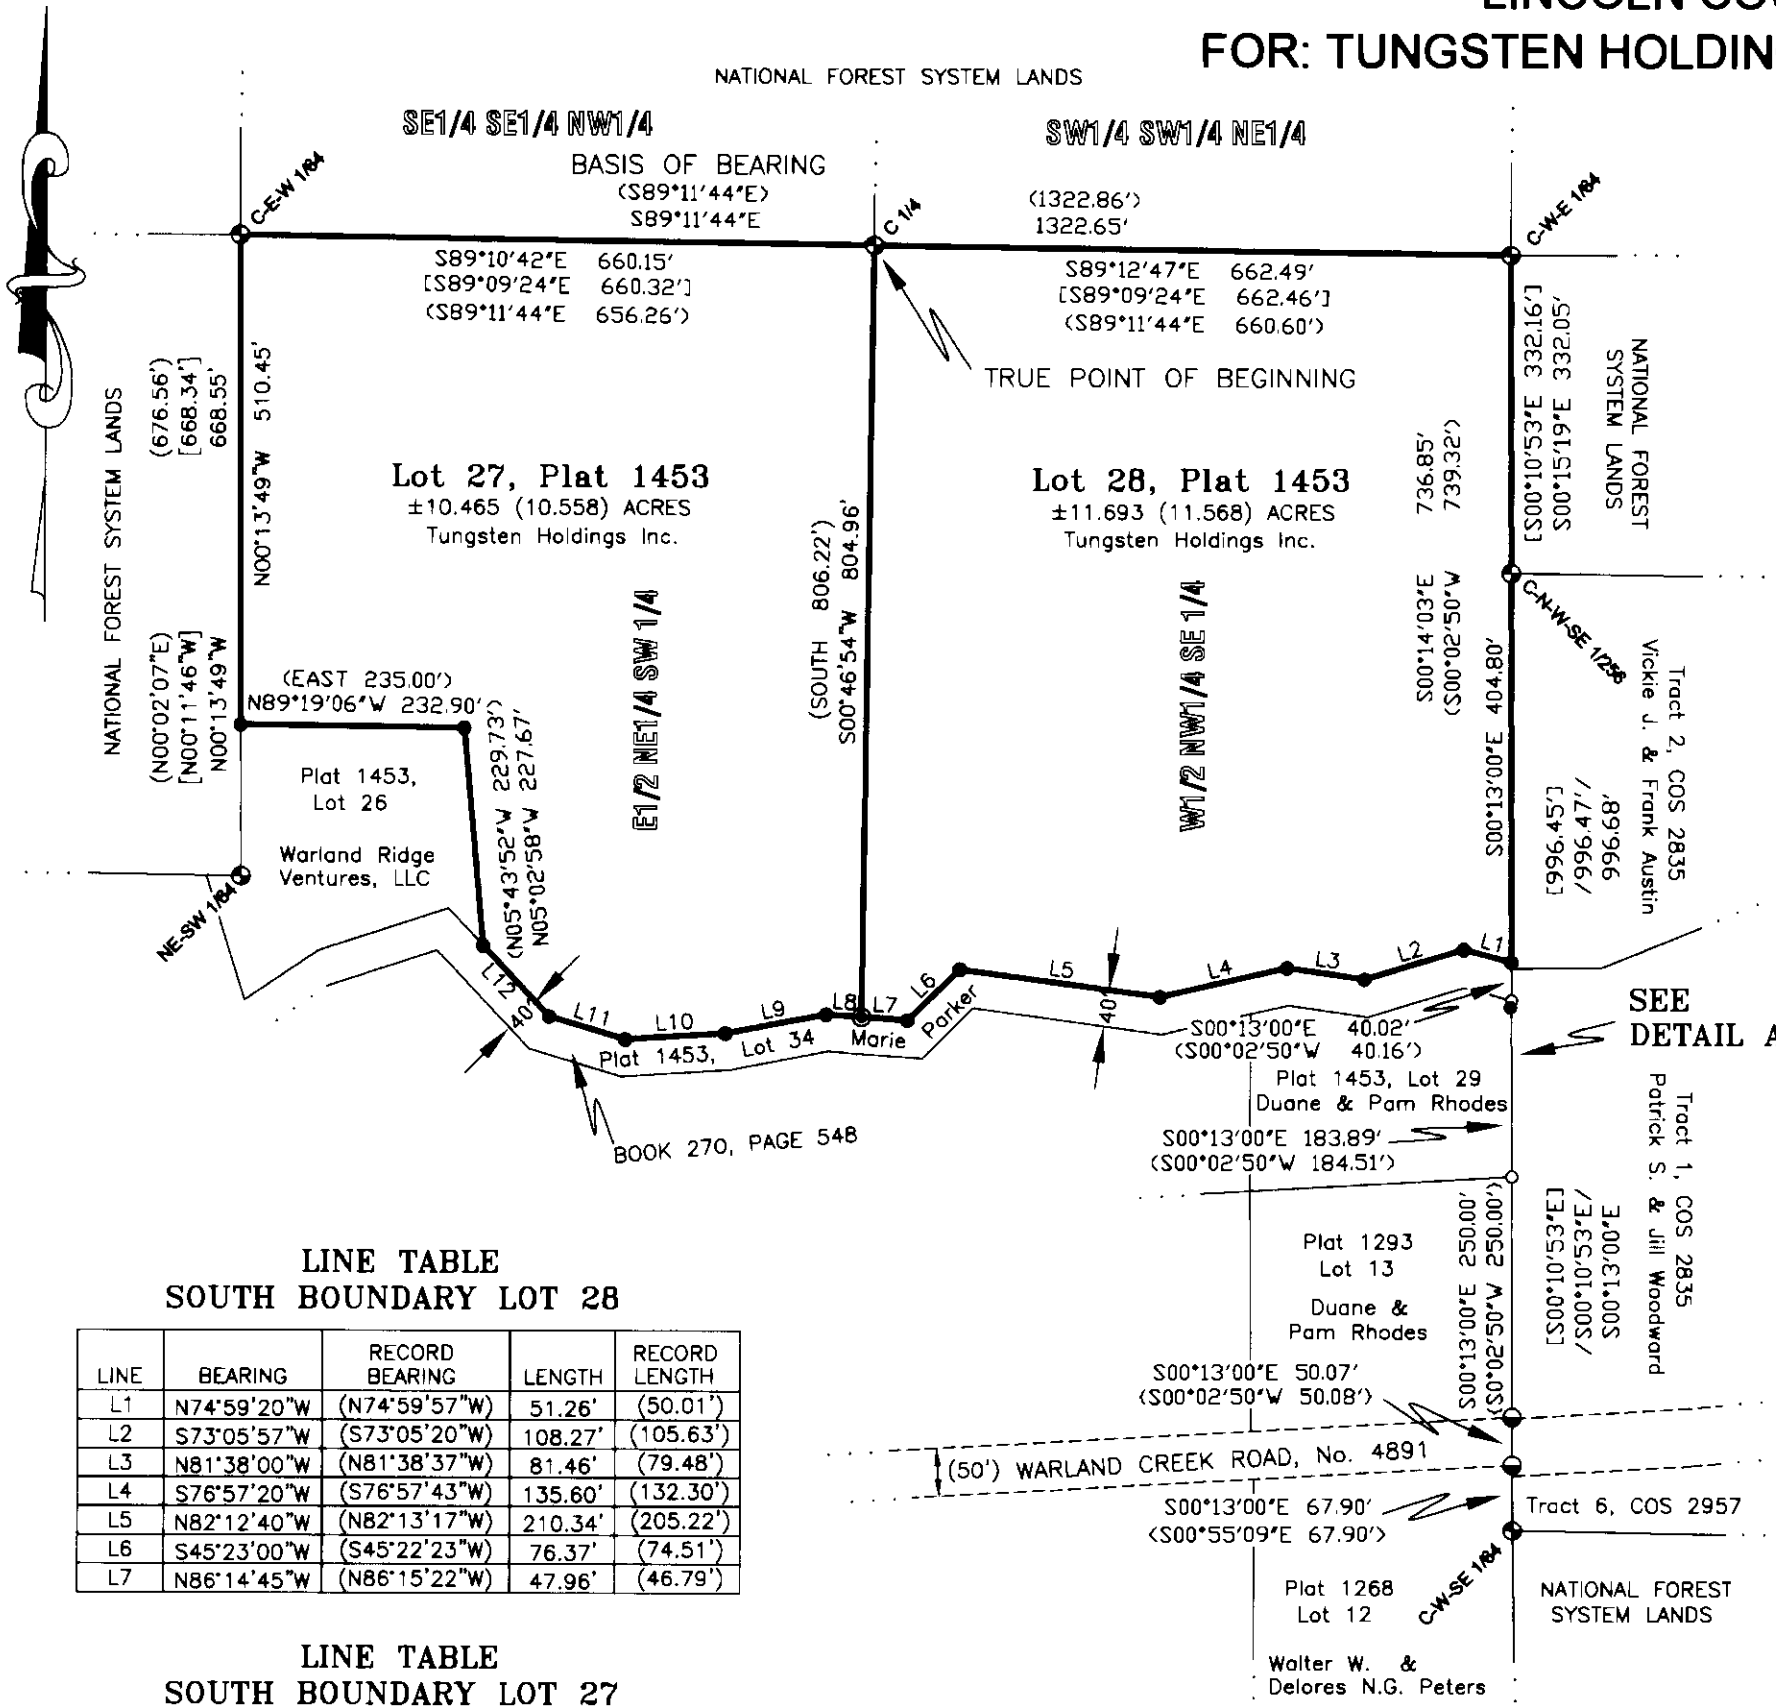 FOR: TUNGSTEN HOLDIN
NATIONAL FOREST SYSTEM LANDS
SE1/4 SE1/4 NW1/4
SW1/4 SW1/4 NE1/4
BASIS OF BEARING
(S89°11'44"E)
S89°11'44"E
(1322.86')
1322.65'
C-E-W 1/64
C 1/4
C-W-E 1/64
S89°10'42"E 660.15'
[S89°09'24"E 660.32']
(S89°11'44"E 656.26')
S89°12'47"E 662.49'
[S89°09'24"E 662.46']
(S89°11'44"E 660.60')
TRUE POINT OF BEGINNING
NATIONAL FOREST SYSTEM LANDS
(676.56')
[668.34']
668.55'
N00°13'49"W 510.45'
(N00°02'07"E)
[N00°11'46"W]
N00°13'49"W
Lot 27, Plat 1453
±10.465 (10.558) ACRES
Tungsten Holdings Inc.
E1/2 NE1/4 SW 1/4
(SOUTH 806.22')
S00°46'54"W 804.96'
Lot 28, Plat 1453
±11.693 (11.568) ACRES
Tungsten Holdings Inc.
W1/2 NW1/4 SE 1/4
736.85'
739.32')
S00°14'03"E
(S00°02'50"W
[S00°10'53"E 332.16']
S00°15'19"E 332.05'
NATIONAL FOREST
SYSTEM LANDS
C-N-W-SE 1/256
S00°13'00"E 404.80'
Tract 2, COS 2835
Vickie J. & Frank Austin
[996.45']
/996.47'/
996.68'
(EAST 235.00')
N89°19'06"W 232.90'
Plat 1453,
Lot 26
Warland Ridge
Ventures, LLC
(N05°43'52"W 229.73')
N05°02'58"W 227.67'
NE-SW 1/64
L12
40'
L11
L10
L9
L8
L7
L6
L5
40'
L4
L3
L2
L1
Plat 1453, Lot 34 Marie Parker
BOOK 270, PAGE 548
S00°13'00"E 40.02'
(S00°02'50"W 40.16')
SEE
DETAIL A
Plat 1453, Lot 29
Duane & Pam Rhodes
S00°13'00"E 183.89'
(S00°02'50"W 184.51')
Tract 1, COS 2835
Patrick S. & Jill Woodward
[S00°10'53"E]
/S00°10'53"E/
S00°13'00"E
Plat 1293
Lot 13
Duane &
Pam Rhodes
S00°13'00"E 250.00'
(S0°02'50"W 250.00')
S00°13'00"E 50.07'
(S00°02'50"W 50.08')
(50') WARLAND CREEK ROAD, No. 4891
S00°13'00"E 67.90'
(S00°55'09"E 67.90')
Tract 6, COS 2957
C-W-SE 1/64
Plat 1268
Lot 12
Walter W. &
Delores N.G. Peters
NATIONAL FOREST
SYSTEM LANDS
LINE TABLE
SOUTH BOUNDARY LOT 28
LINE BEARING RECORD BEARING LENGTH RECORD LENGTH
L1 N74°59'20"W (N74°59'57"W) 51.26' (50.01')
L2 S73°05'57"W (S73°05'20"W) 108.27' (105.63')
L3 N81°38'00"W (N81°38'37"W) 81.46' (79.48')
L4 S76°57'20"W (S76°57'43"W) 135.60' (132.30')
L5 N82°12'40"W (N82°13'17"W) 210.34' (205.22')
L6 S45°23'00"W (S45°22'23"W) 76.37' (74.51')
L7 N86°14'45"W (N86°15'22"W) 47.96' (46.79')
LINE TABLE
SOUTH BOUNDARY LOT 27